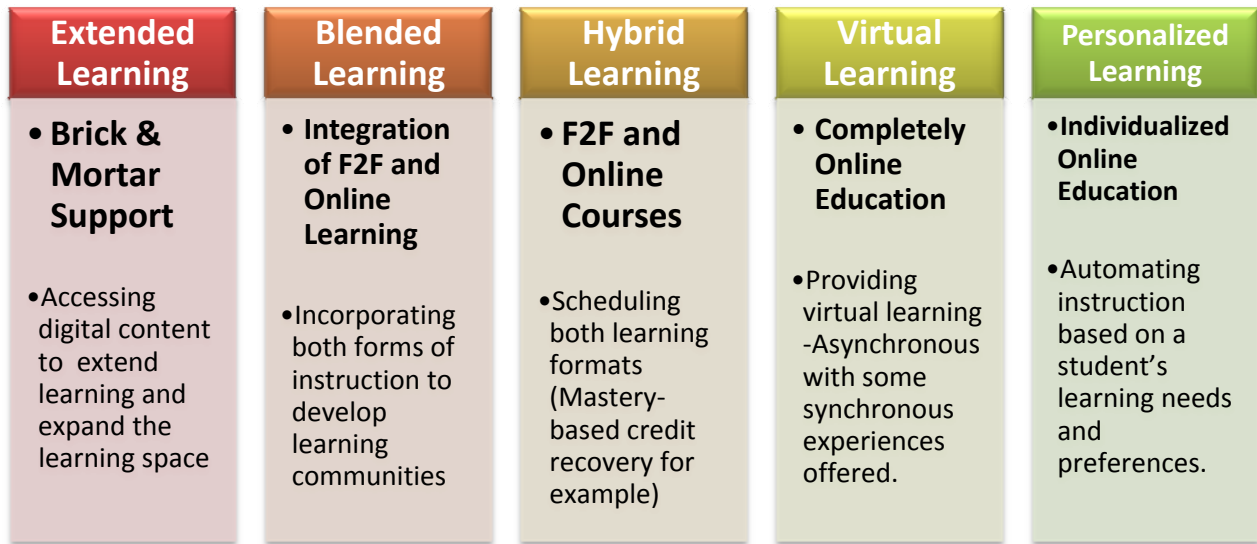 Extended
Learning
• Brick &
Mortar
Support
•Accessing
digital content
to extend
learning and
expand the
learning space
Blended
Learning
• Integration
of F2F and
Online
Learning
•Incorporating
both forms of
instruction to
develop
learning
communities
Hybrid
Learning
• F2F and
Online
Courses
•Scheduling
both learning
formats
(Mastery-
based credit
recovery for
example)
Virtual
Learning
• Completely
Online
Education
•Providing
virtual learning
-Asynchronous
with some
synchronous
experiences
offered.
Personalized
Learning
•Individualized
Online
Education
•Automating
instruction
based on a
student’s
learning needs
and
preferences.